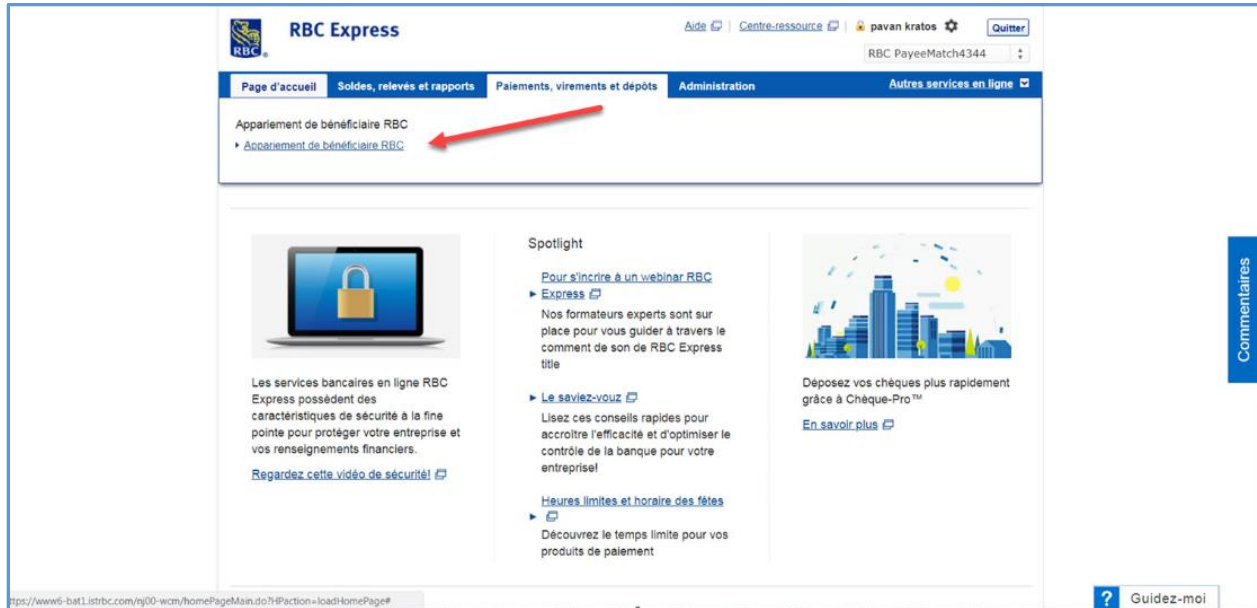 RBC Express
Aide | Centre-ressource | pavan kratos Quitter
RBC
RBC PayeeMatch4344
Page d'accueil Soldes, relevés et rapports Paiements, virements et dépôts Administration Autres services en ligne
Appariement de bénéficiaire RBC
Appariement de bénéficiaire RBC
Les services bancaires en ligne RBC
Express possèdent des
caractéristiques de sécurité à la fine
pointe pour protéger votre entreprise et
vos renseignements financiers.
Regardez cette vidéo de sécurité!
Spotlight
Pour s'incrire à un webinar RBC
Express
Nos formateurs experts sont sur
place pour vous guider à travers le
comment de son de RBC Express
title
Le saviez-vouz
Lisez ces conseils rapides pour
accroître l'efficacité et d'optimiser le
contrôle de la banque pour votre
entreprise!
Heures limites et horaire des fêtes
Découvrez le temps limite pour vos
produits de paiement
Déposez vos chèques plus rapidement
grâce à Chèque-Pro™
En savoir plus
Commentaires
ttps://www6-bat1.istrbc.com/nj00-wcm/homePageMain.do?HPaction=loadHomePage#
? Guidez-moi